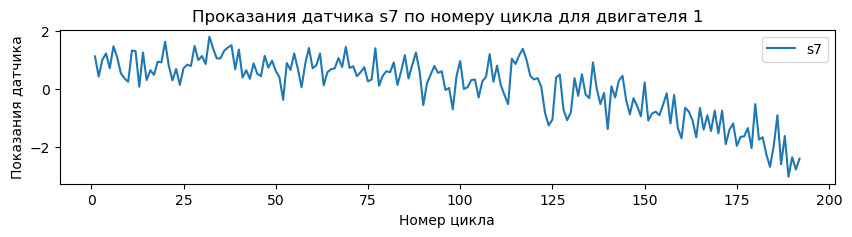 Проказания датчика s7 по номеру цикла для двигателя 1
s7
Показания датчика
2
0
−2
0 25 50 75 100 125 150 175 200
Номер цикла